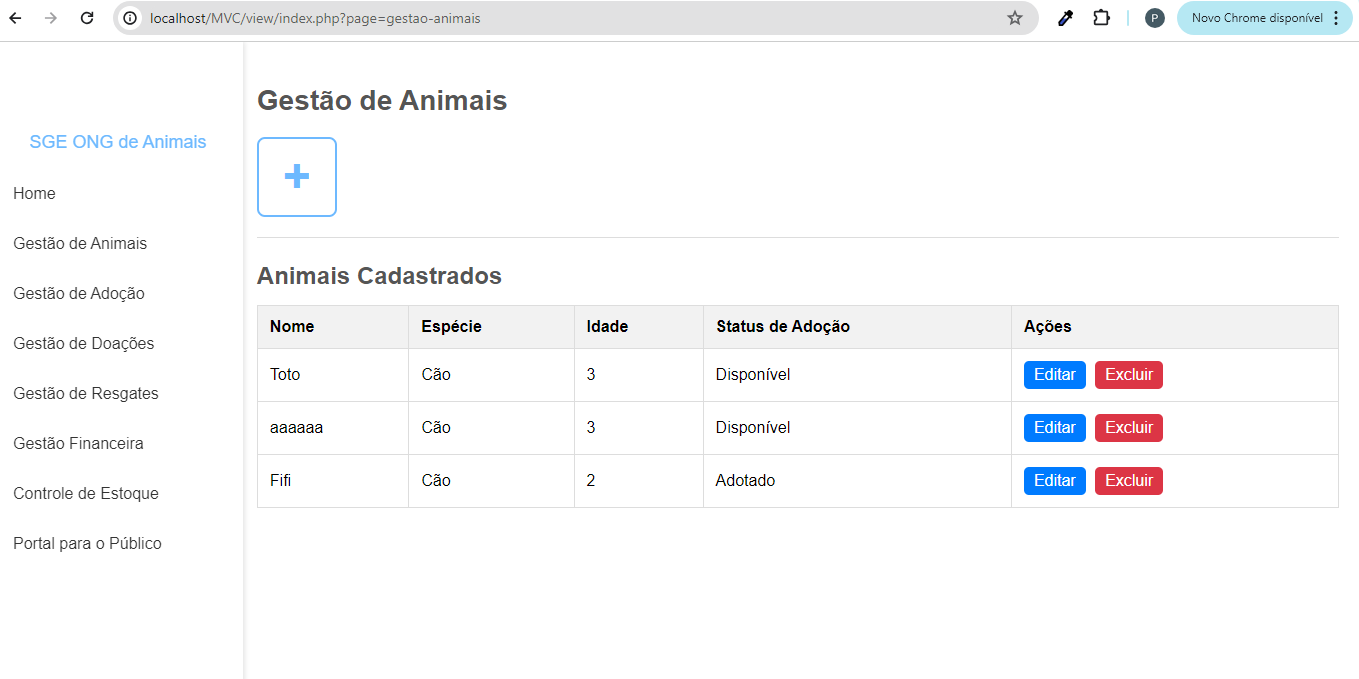 localhost/MVC/view/index.php?page=gestao-animais
P
Novo Chrome disponível
SGE ONG de Animais
Home
Gestão de Animais
Gestão de Adoção
Gestão de Doações
Gestão de Resgates
Gestão Financeira
Controle de Estoque
Portal para o Público
Gestão de Animais
+
Animais Cadastrados
Nome Espécie Idade Status de Adoção Ações
Toto Cão 3 Disponível Editar Excluir
aaaaaa Cão 3 Disponível Editar Excluir
Fifi Cão 2 Adotado Editar Excluir